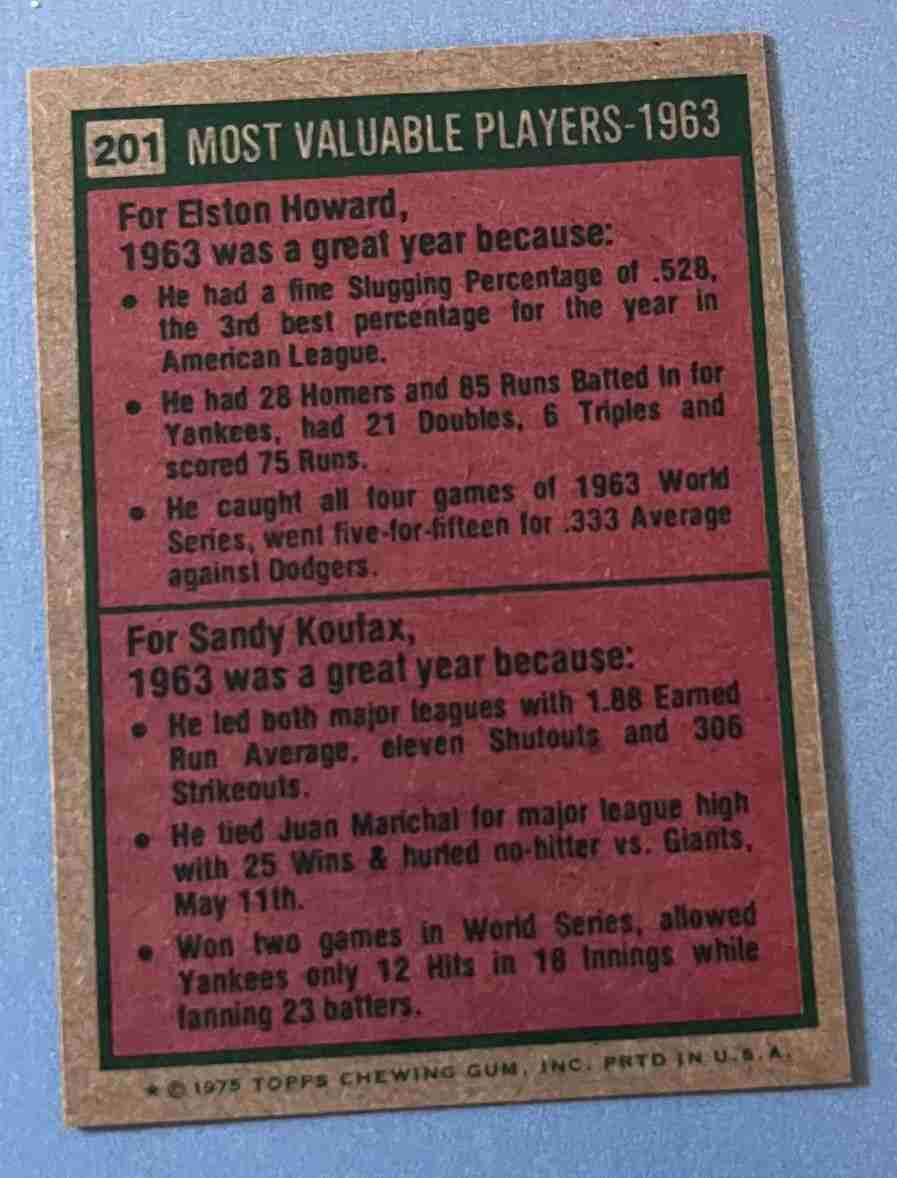 201 MOST VALUABLE PLAYERS-1963
For Elston Howard,
1963 was a great year because:
• He had a fine Slugging Percentage of .528,
the 3rd best percentage for the year in
American League.
• He had 28 Homers and 85 Runs Batted In for
Yankees, had 21 Doubles, 6 Triples and
scored 75 Runs.
• He caught all four games of 1963 World
Series, went five-for-fifteen for .333 Average
against Dodgers.
For Sandy Koufax,
1963 was a great year because:
• He led both major leagues with 1.88 Earned
Run Average, eleven Shutouts and 306
Strikeouts.
• He tied Juan Marichal for major league high
with 25 Wins & hurled no-hitter vs. Giants,
May 11th.
• Won two games in World Series, allowed
Yankees only 12 Hits in 18 Innings while
fanning 23 batters.
★ © 1975 TOPPS CHEWING GUM, INC. PRTD IN U.S.A.